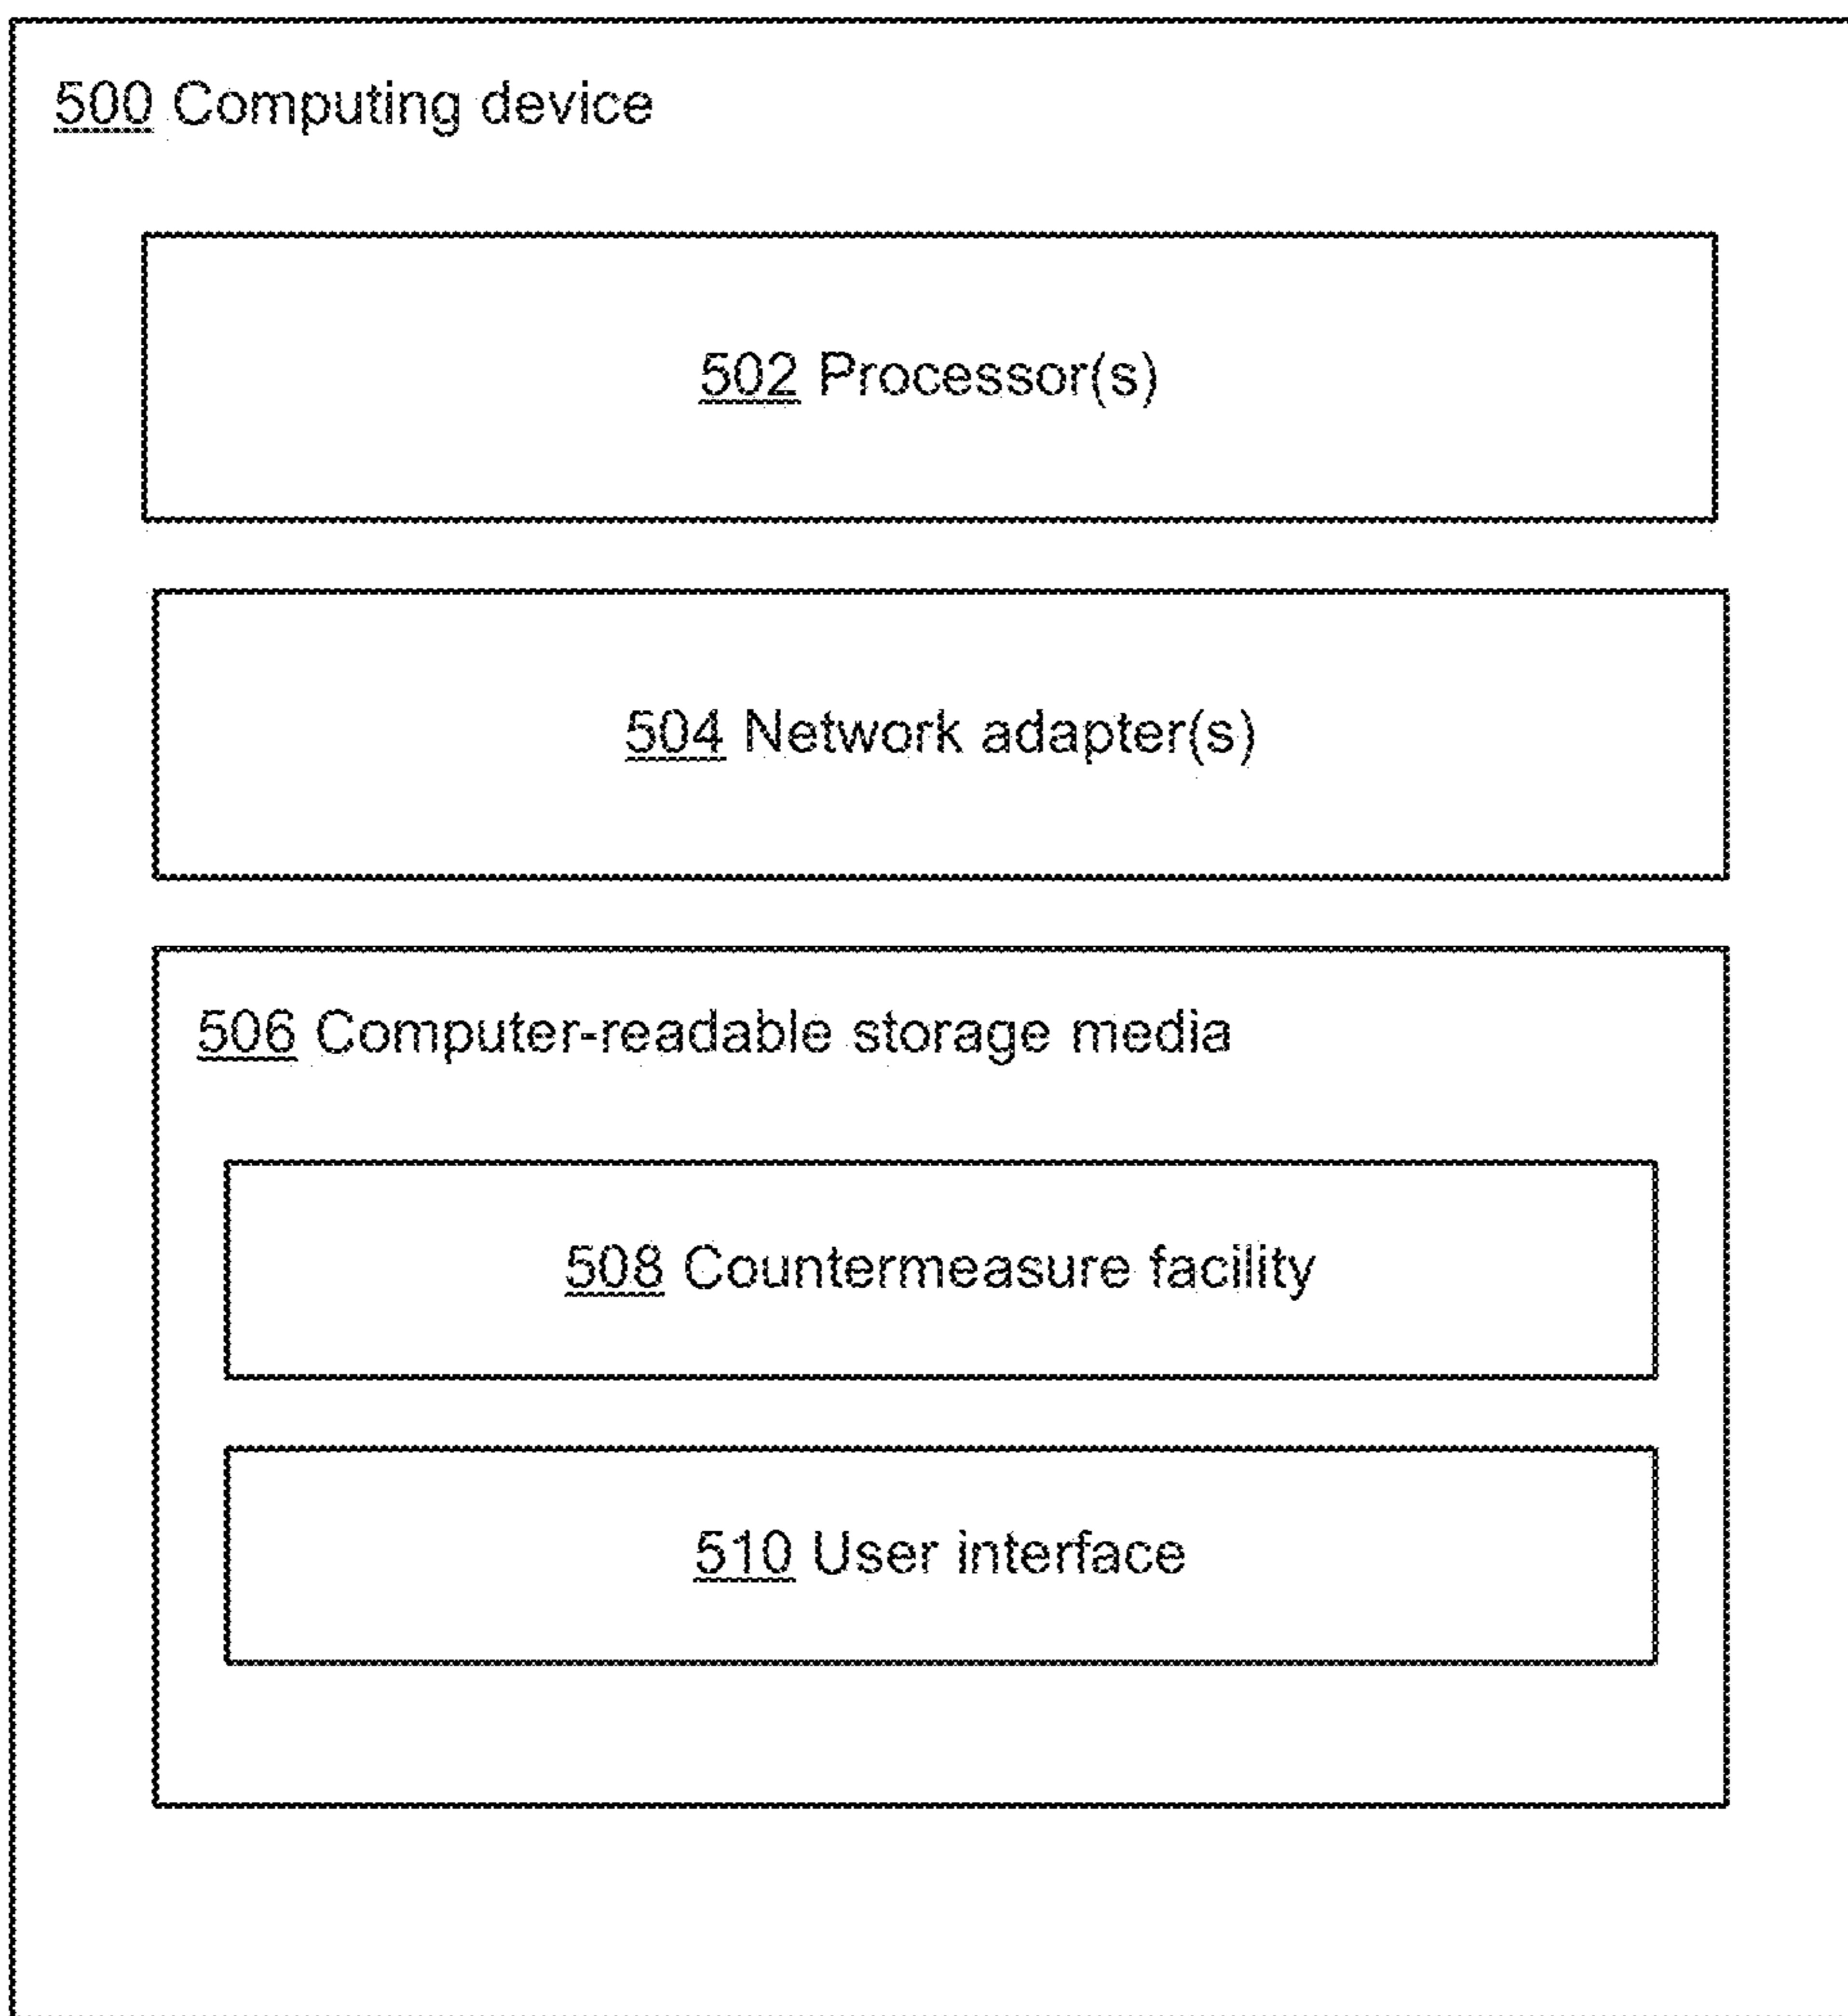 500 Computing device
502 Processor(s)
504 Network adapter(s)
506 Computer-readable storage media
508 Countermeasure facility
510 User interface